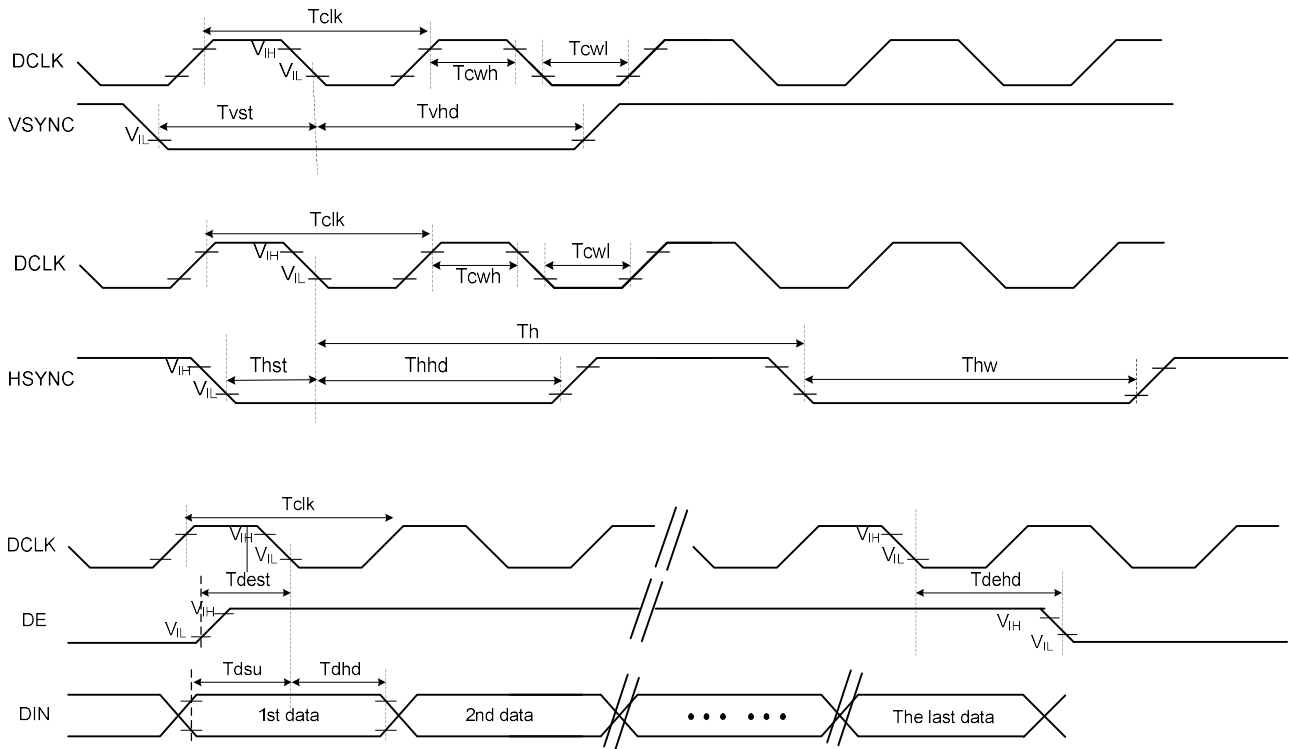 Tclk
DCLK VIH VIL Tcwh Tcwl
VSYNC VIL Tvst Tvhd
Tclk
DCLK VIH VIL Tcwh Tcwl
Th
HSYNC VIH VIL Thst Thhd Thw
Tclk
DCLK VIH VIL VIH VIL
Tdest Tdehd
DE VIH VIL VIH VIL
Tdsu Tdhd
DIN 1st data 2nd data ••• ••• The last data